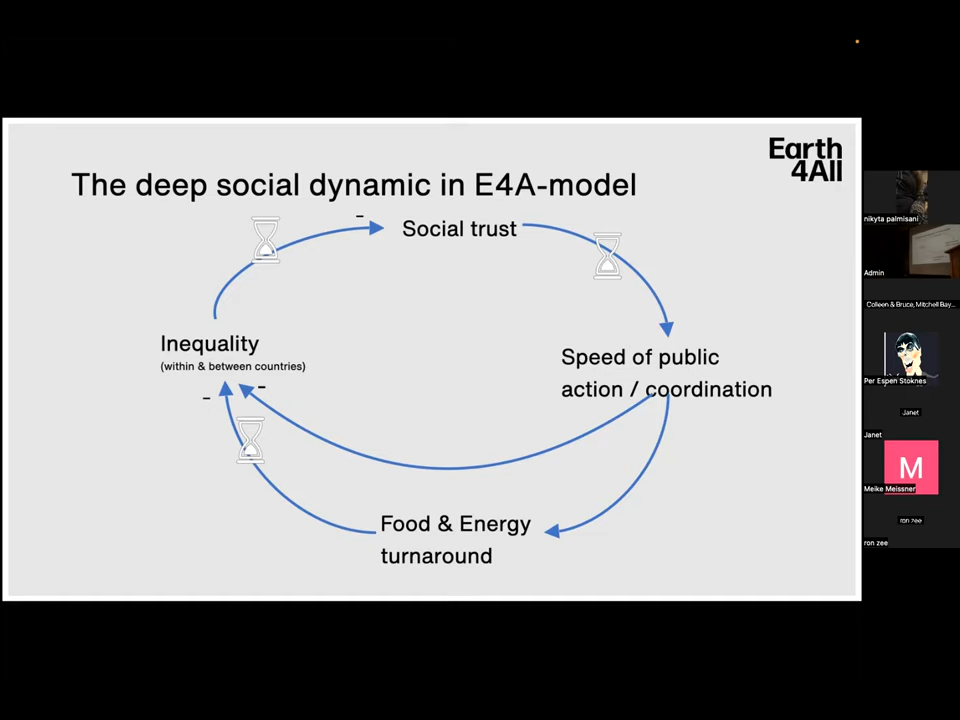 Earth
4All
The deep social dynamic in E4A-model
-
Social trust
Inequality
(within & between countries)
-
-
Speed of public
action / coordination
Food & Energy
turnaround
nikyta palmisani
Admin
Colleen & Bruce, Mitchell Bay...
Per Espen Stoknes
Janet
Janet
M
Meike Meissner
ron zee
ron zee